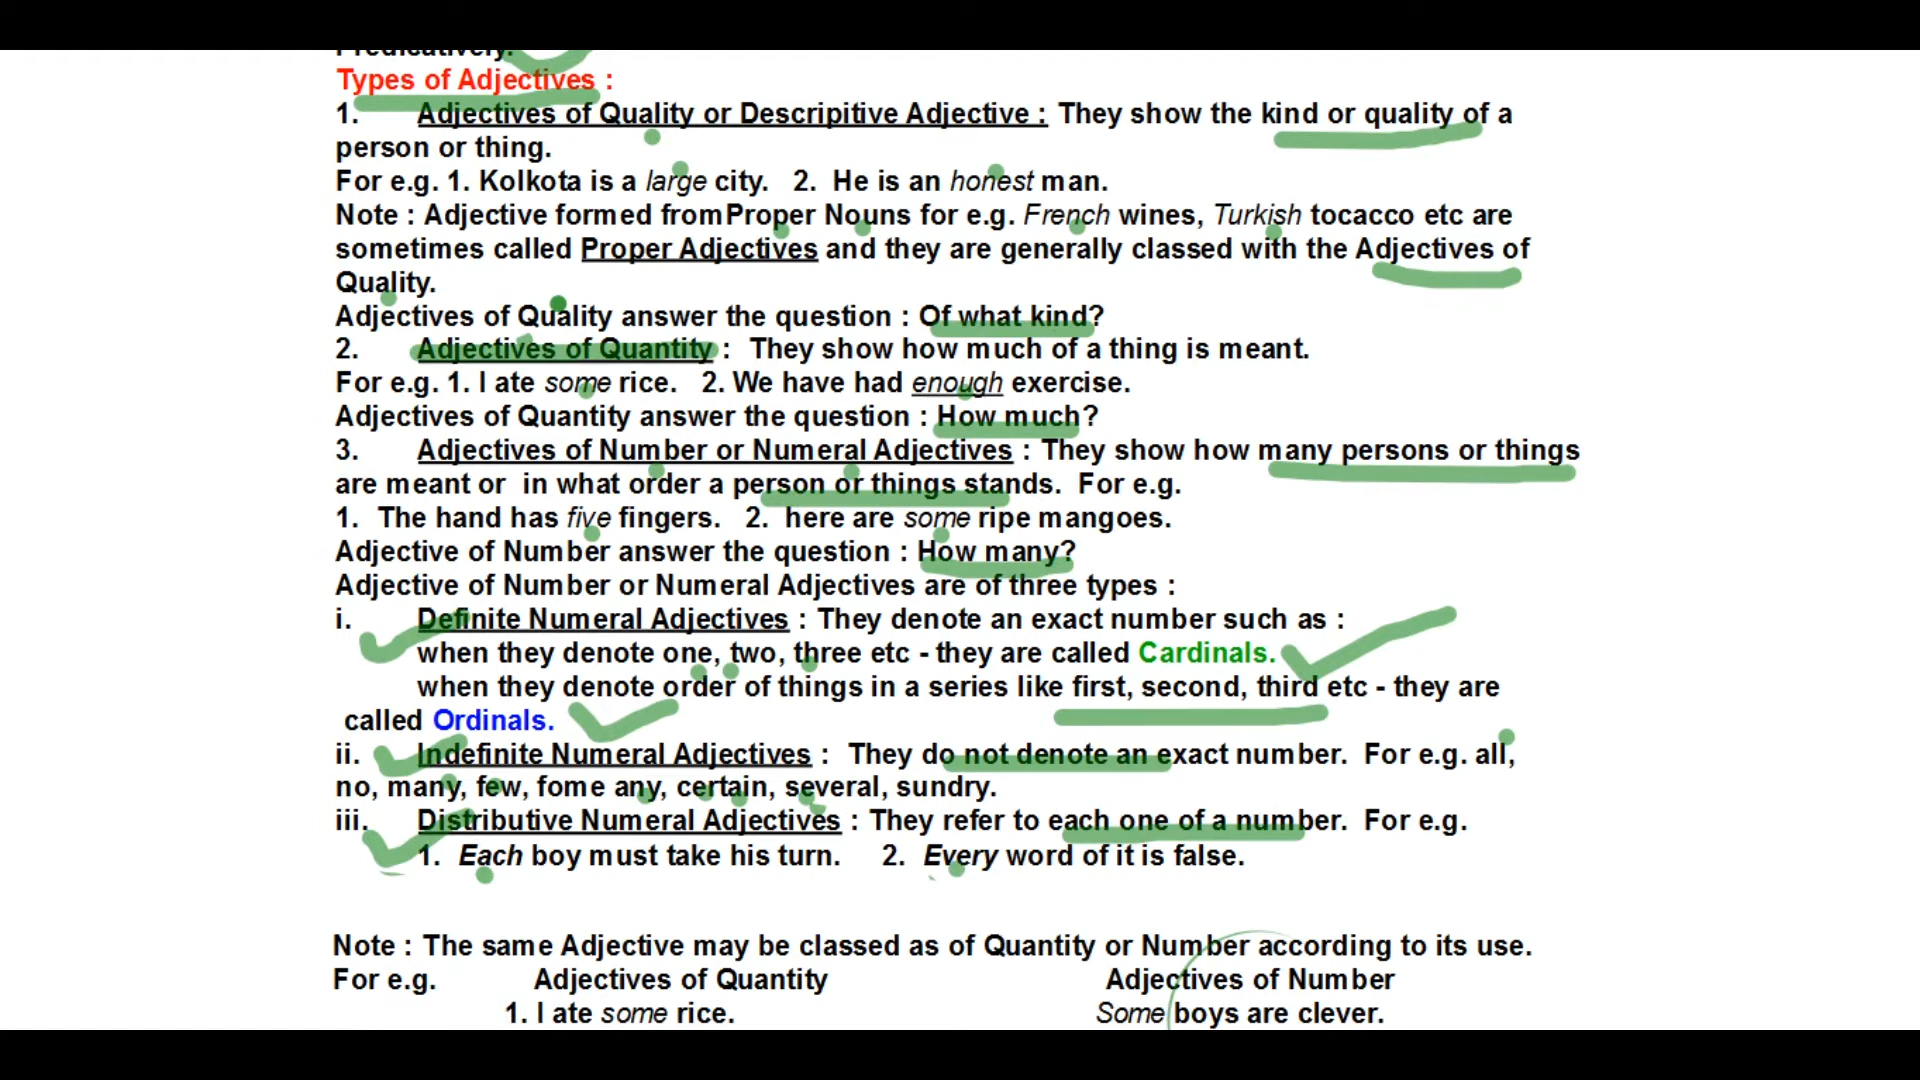 Predicatively.
Types of Adjectives :
1. Adjectives of Quality or Descripitive Adjective : They show the kind or quality of a
person or thing.
For e.g. 1. Kolkota is a large city. 2. He is an honest man.
Note : Adjective formed fromProper Nouns for e.g. French wines, Turkish tocacco etc are
sometimes called Proper Adjectives and they are generally classed with the Adjectives of
Quality.
Adjectives of Quality answer the question : Of what kind?
2. Adjectives of Quantity : They show how much of a thing is meant.
For e.g. 1. I ate some rice. 2. We have had enough exercise.
Adjectives of Quantity answer the question : How much?
3. Adjectives of Number or Numeral Adjectives : They show how many persons or things
are meant or in what order a person or things stands. For e.g.
1. The hand has five fingers. 2. here are some ripe mangoes.
Adjective of Number answer the question : How many?
Adjective of Number or Numeral Adjectives are of three types :
i. Definite Numeral Adjectives : They denote an exact number such as :
when they denote one, two, three etc - they are called Cardinals.
when they denote order of things in a series like first, second, third etc - they are
called Ordinals.
ii. Indefinite Numeral Adjectives : They do not denote an exact number. For e.g. all,
no, many, few, fome any, certain, several, sundry.
iii. Distributive Numeral Adjectives : They refer to each one of a number. For e.g.
1. Each boy must take his turn. 2. Every word of it is false.
Note : The same Adjective may be classed as of Quantity or Number according to its use.
For e.g. Adjectives of Quantity Adjectives of Number
1. I ate some rice. Some boys are clever.